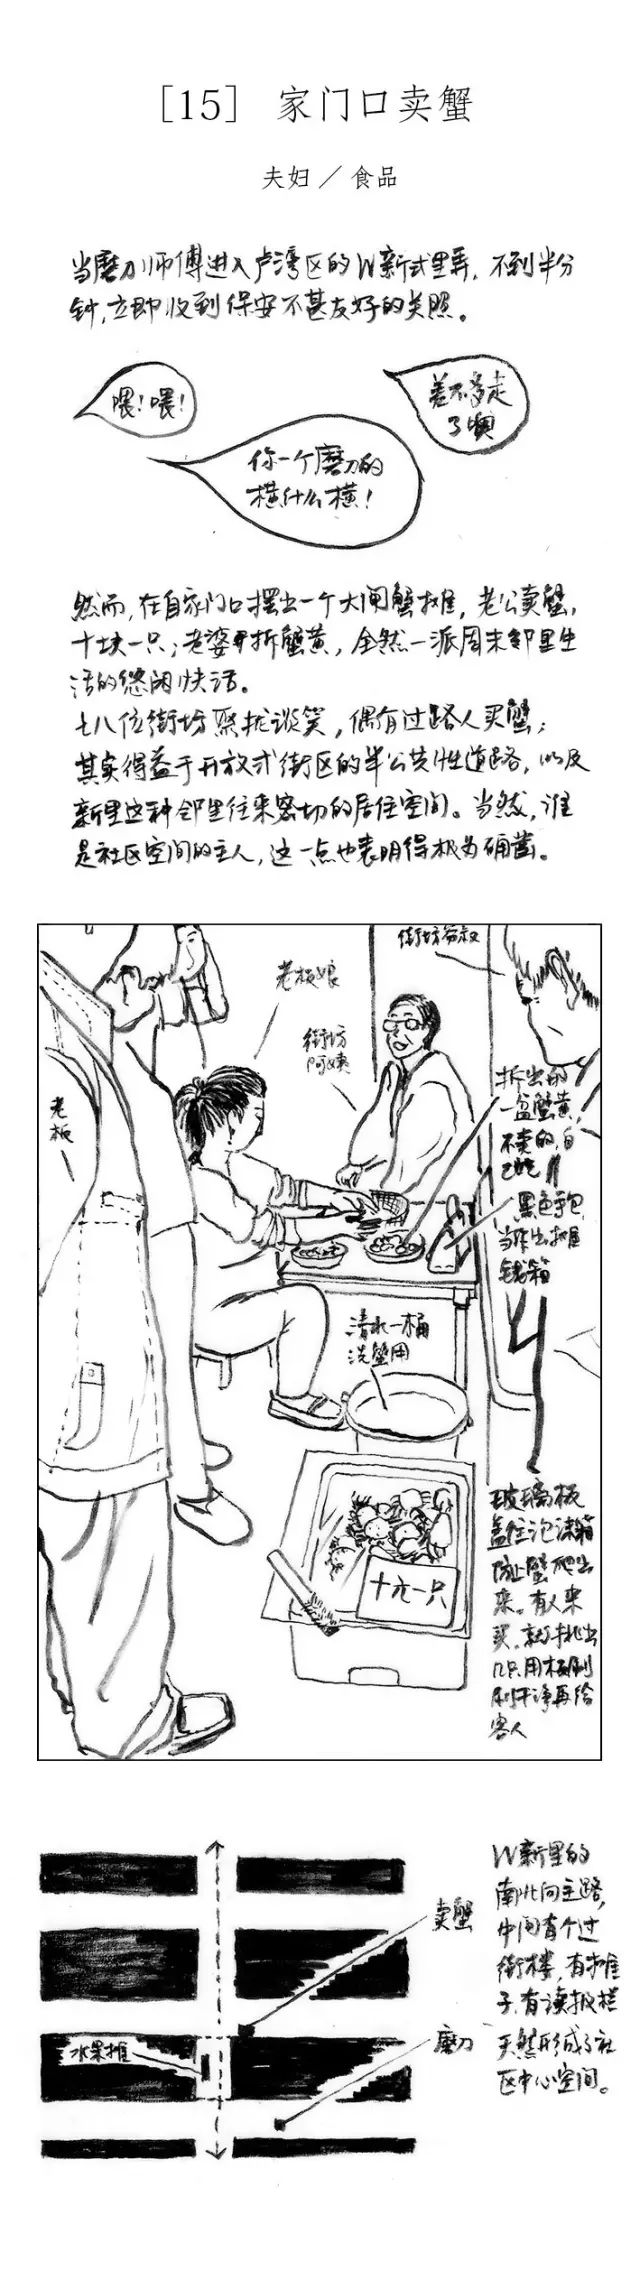 [15] 家门口卖蟹
夫妇／食品
当磨刀师傅进入卢湾区的W新式里弄，不到半分
钟，立即收到保安不甚友好的关照。
喂！喂！
差不多走
了噢
你一个磨刀的
横什么横！
然而，在自家门口摆出一个大闸蟹摊，老公卖蟹，
十块一只；老婆拆蟹黄，全然一派周末邻里生
活的悠闲快活。
七八位街坊聚拢谈笑，偶有过路人买蟹；
其实得益于开放式街区的半公共性道路，以及
新里这种邻里往来密切的居住空间。当然，谁
是社区空间的主人，这一点也表明得极为确凿。
街坊爷叔
老板娘
街坊
阿姨
老板
拆出的
一盆蟹黄，
不卖的，自
己吃
黑色包，
当作出摊
钱箱
清水一桶
洗蟹用
十元一只
玻璃板
盖住泡沫箱
防止蟹爬出
来。有人来
买，就挑出
几只，用板刷
刷干净再给
客人
卖蟹
磨刀
水果摊
W新里的
南北向主路，
中间有个过
街楼，有摊
子，有读报栏
天然形成了社
区中心空间。